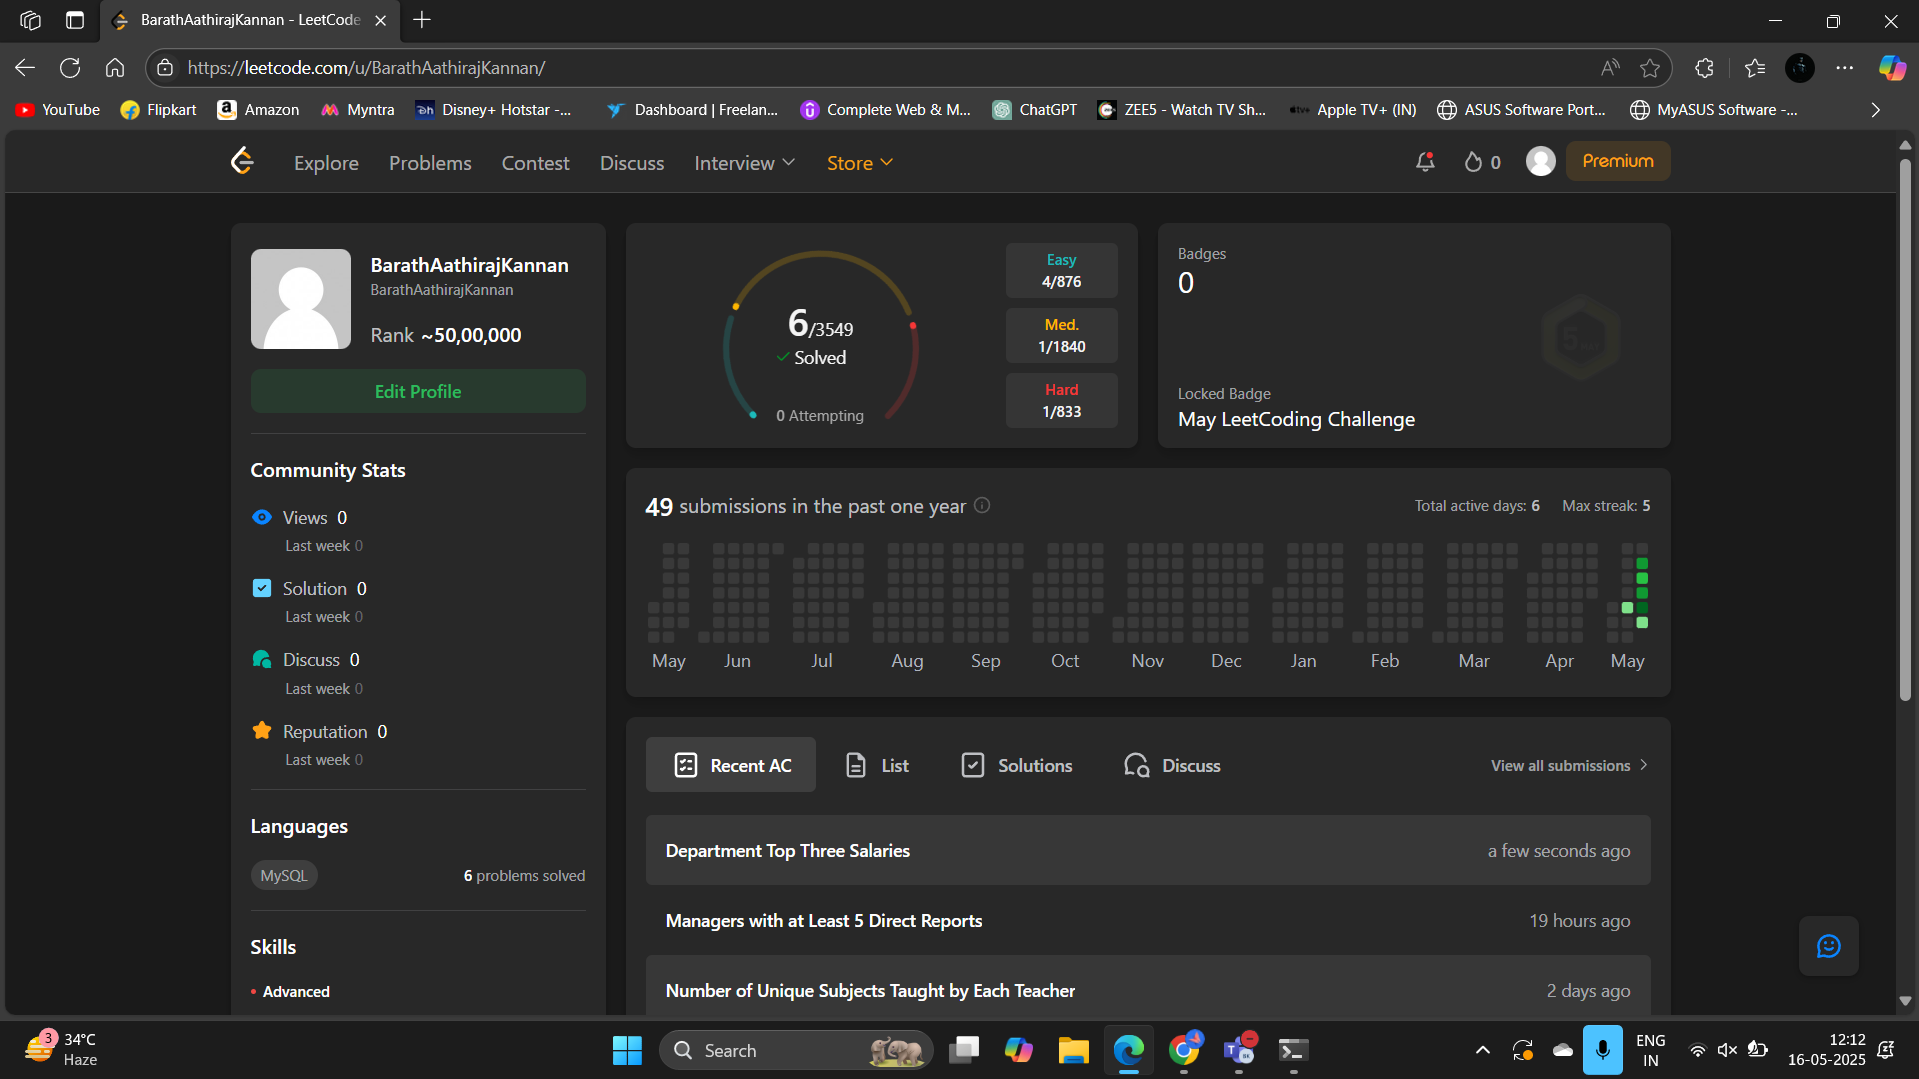 BarathAathirajKannan - LeetCode
https://leetcode.com/u/BarathAathirajKannan/
YouTube
Flipkart
Amazon
Myntra
Disney+ Hotstar -...
Dashboard | Freelan...
Complete Web & M...
ChatGPT
ZEE5 - Watch TV Sh...
Apple TV+ (IN)
ASUS Software Port...
MyASUS Software -...
Explore
Problems
Contest
Discuss
Interview
Store
0
Premium
BarathAathirajKannan
BarathAathirajKannan
Rank ~50,00,000
Edit Profile
Community Stats
Views 0
Last week 0
Solution 0
Last week 0
Discuss 0
Last week 0
Reputation 0
Last week 0
Languages
MySQL
6 problems solved
Skills
Advanced
6/3549
Solved
0 Attempting
Easy
4/876
Med.
1/1840
Hard
1/833
Badges
0
Locked Badge
May LeetCoding Challenge
49 submissions in the past one year
Total active days: 6
Max streak: 5
May Jun Jul Aug Sep Oct Nov Dec Jan Feb Mar Apr May
Recent AC
List
Solutions
Discuss
View all submissions
Department Top Three Salaries
a few seconds ago
Managers with at Least 5 Direct Reports
19 hours ago
Number of Unique Subjects Taught by Each Teacher
2 days ago
3
34°C
Haze
Search
ENG
IN
12:12
16-05-2025